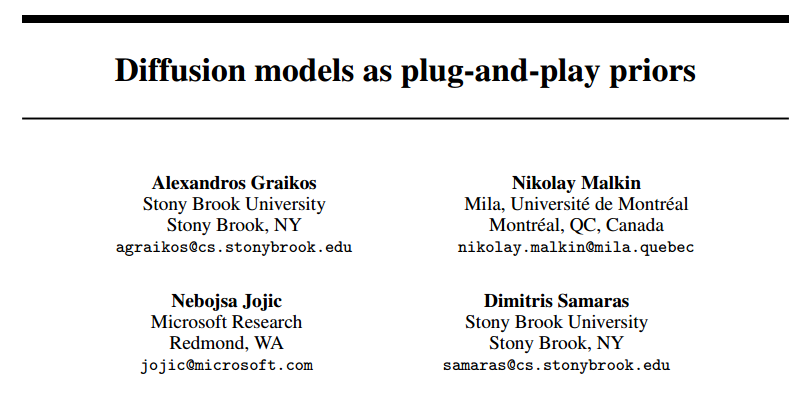 Diffusion models as plug-and-play priors
Alexandros Graikos
Stony Brook University
Stony Brook, NY
agraikos@cs.stonybrook.edu
Nikolay Malkin
Mila, Université de Montréal
Montréal, QC, Canada
nikolay.malkin@mila.quebec
Nebojsa Jojic
Microsoft Research
Redmond, WA
jojic@microsoft.com
Dimitris Samaras
Stony Brook University
Stony Brook, NY
samaras@cs.stonybrook.edu